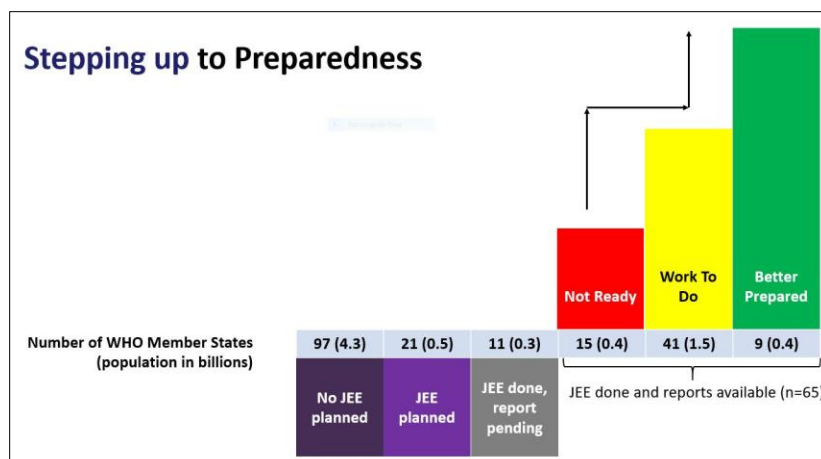 Stepping up to Preparedness
Not Ready
Work To
Do
Better
Prepared
Number of WHO Member States
(population in billions)
97 (4.3)
21 (0.5)
11 (0.3)
15 (0.4)
41 (1.5)
9 (0.4)
No JEE
planned
JEE
planned
JEE done,
report
pending
JEE done and reports available (n=65)